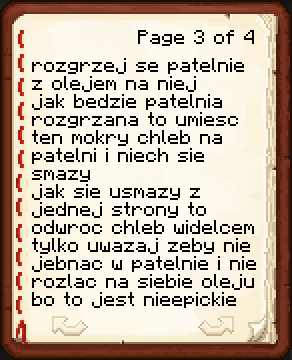 Page 3 of 4
rozgrzej se patelnie
z olejem na niej
jak bedzie patelnia
rozgrzana to umiesc
ten mokry chleb na
patelni i niech sie
smazy
jak sie usmazy z
jednej strony to
odwroc chleb widelcem
tylko uwazaj zeby nie
jebnac w patelnie i nie
rozlac na siebie oleju
bo to jest nieepickie